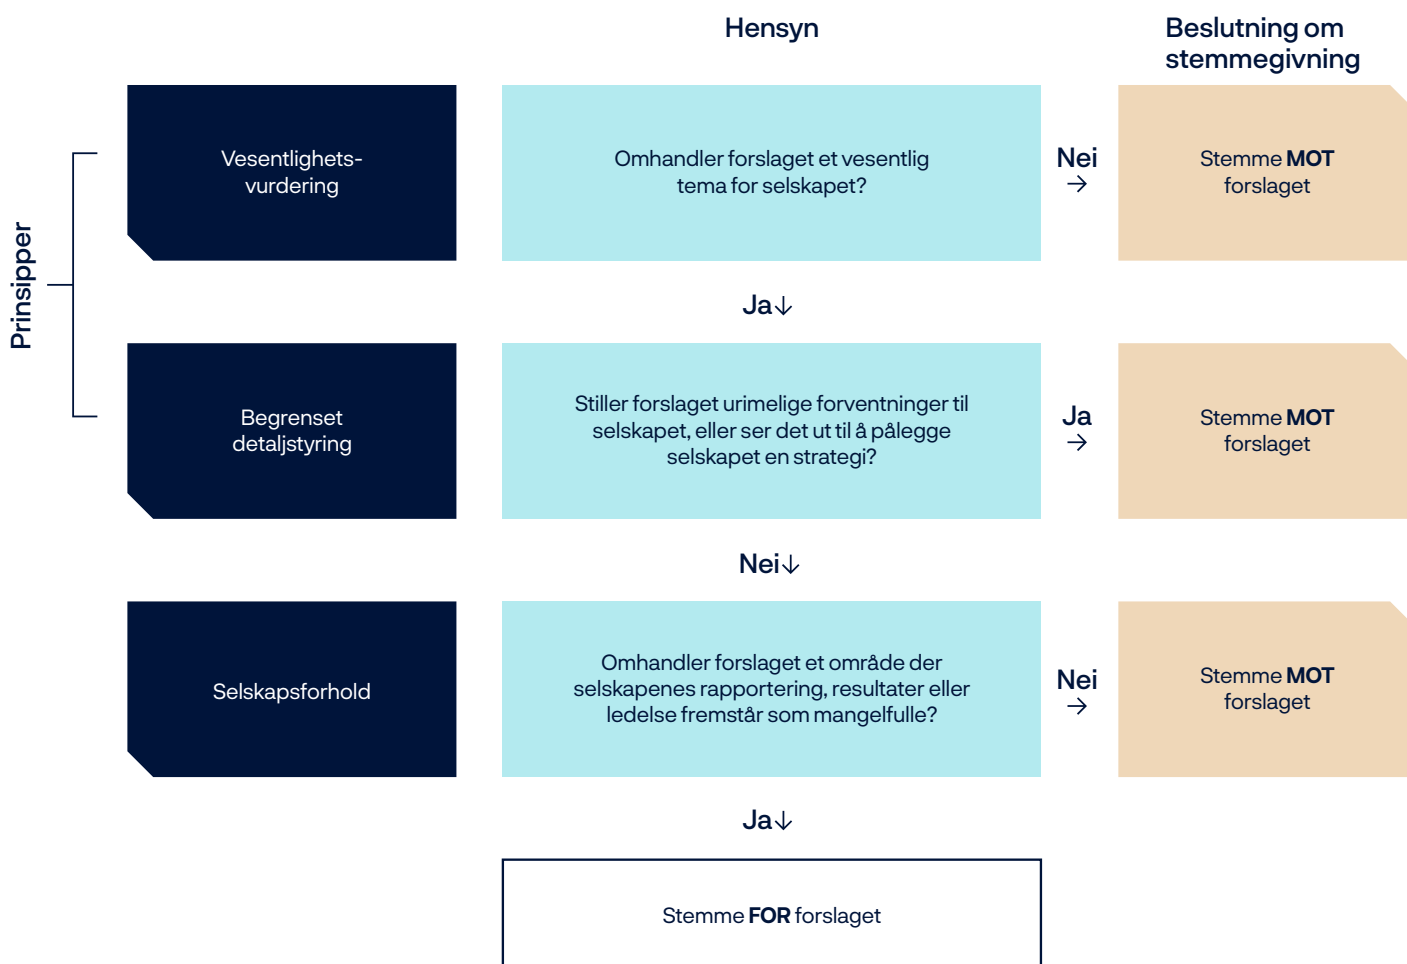 Hensyn
Beslutning om
stemmegivning
Prinsipper
Vesentlighets-
vurdering
Omhandler forslaget et vesentlig
tema for selskapet?
Nei
→
Stemme MOT
forslaget
Ja↓
Begrenset
detaljstyring
Stiller forslaget urimelige forventninger til
selskapet, eller ser det ut til å pålegge
selskapet en strategi?
Ja
→
Stemme MOT
forslaget
Nei↓
Selskapsforhold
Omhandler forslaget et område der
selskapenes rapportering, resultater eller
ledelse fremstår som mangelfulle?
Nei
→
Stemme MOT
forslaget
Ja↓
Stemme FOR forslaget